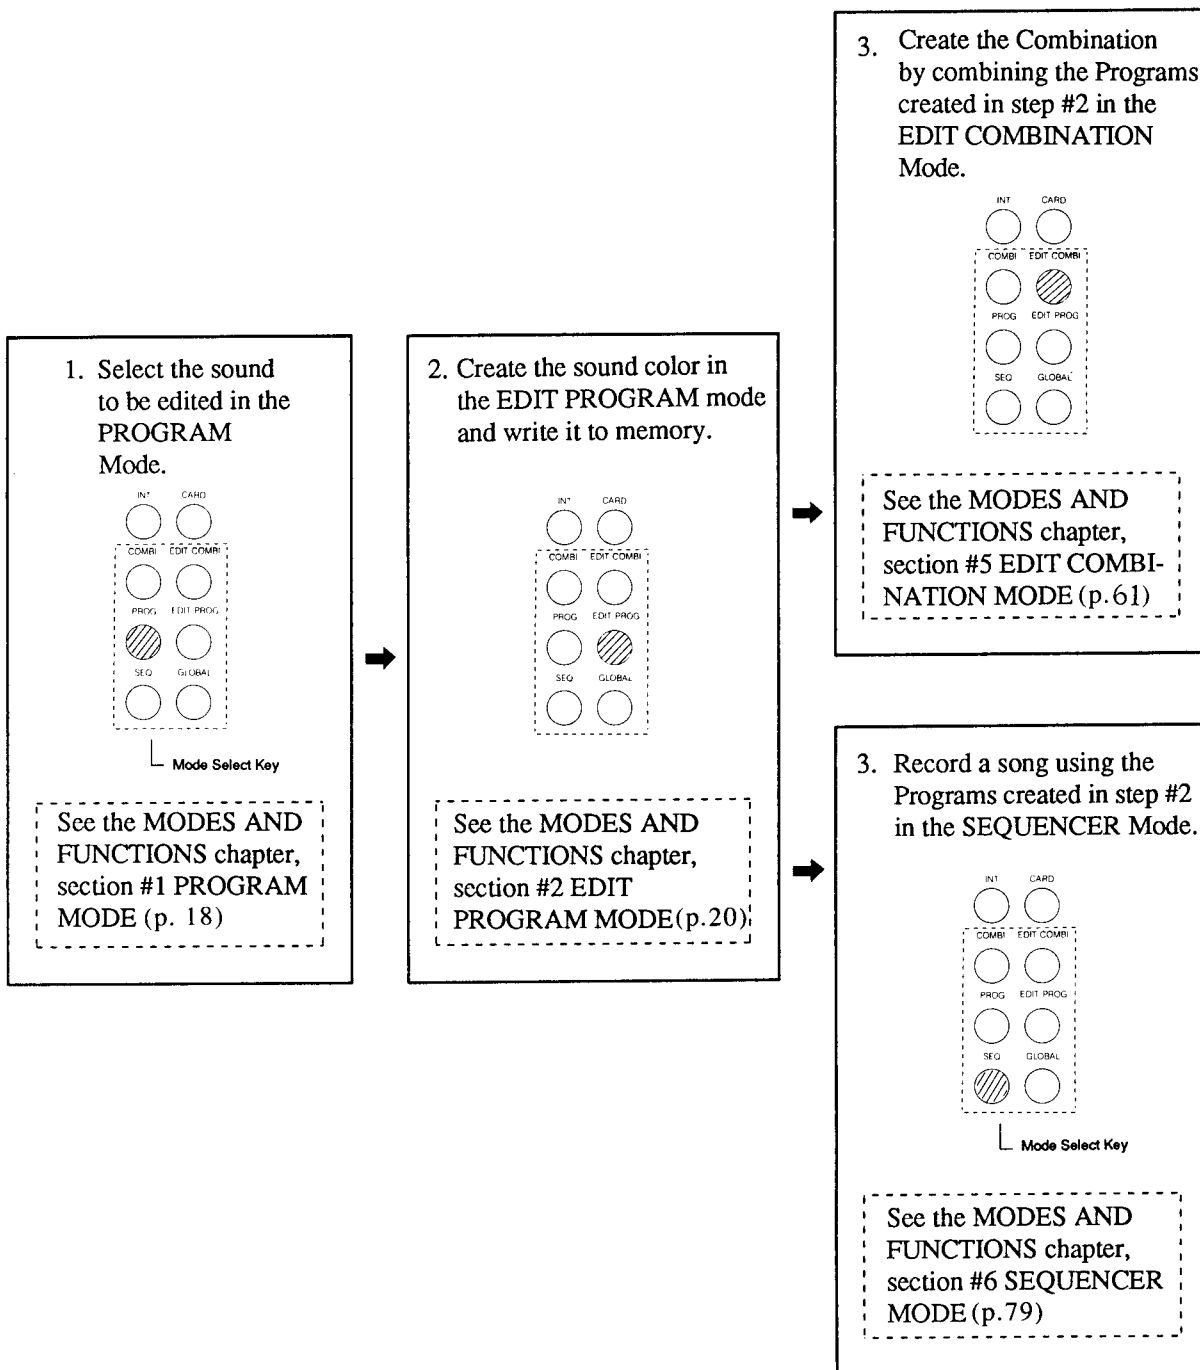 1. Select the sound
to be edited in the
PROGRAM
Mode.
INT CARD
COMBI EDIT COMBI
PROG EDIT PROG
SEQ GLOBAL
Mode Select Key
See the MODES AND
FUNCTIONS chapter,
section #1 PROGRAM
MODE (p. 18)
2. Create the sound color in
the EDIT PROGRAM mode
and write it to memory.
INT CARD
COMBI EDIT COMBI
PROG EDIT PROG
SEQ GLOBAL
See the MODES AND
FUNCTIONS chapter,
section #2 EDIT
PROGRAM MODE(p.20)
3. Create the Combination
by combining the Programs
created in step #2 in the
EDIT COMBINATION
Mode.
INT CARD
COMBI EDIT COMBI
PROG EDIT PROG
SEQ GLOBAL
See the MODES AND
FUNCTIONS chapter,
section #5 EDIT COMBI-
NATION MODE (p.61)
3. Record a song using the
Programs created in step #2
in the SEQUENCER Mode.
INT CARD
COMBI EDIT COMBI
PROG EDIT PROG
SEQ GLOBAL
Mode Select Key
See the MODES AND
FUNCTIONS chapter,
section #6 SEQUENCER
MODE (p.79)